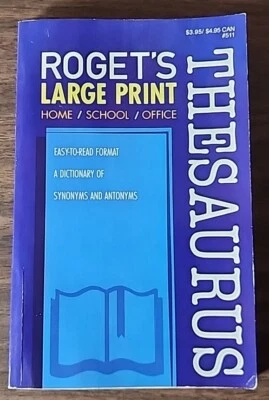 $3.95/ $4.95 CAN
#511
ROGET'S
LARGE PRINT
HOME / SCHOOL / OFFICE
THESAURUS
EASY-TO-READ FORMAT
A DICTIONARY OF
SYNONYMS AND ANTONYMS